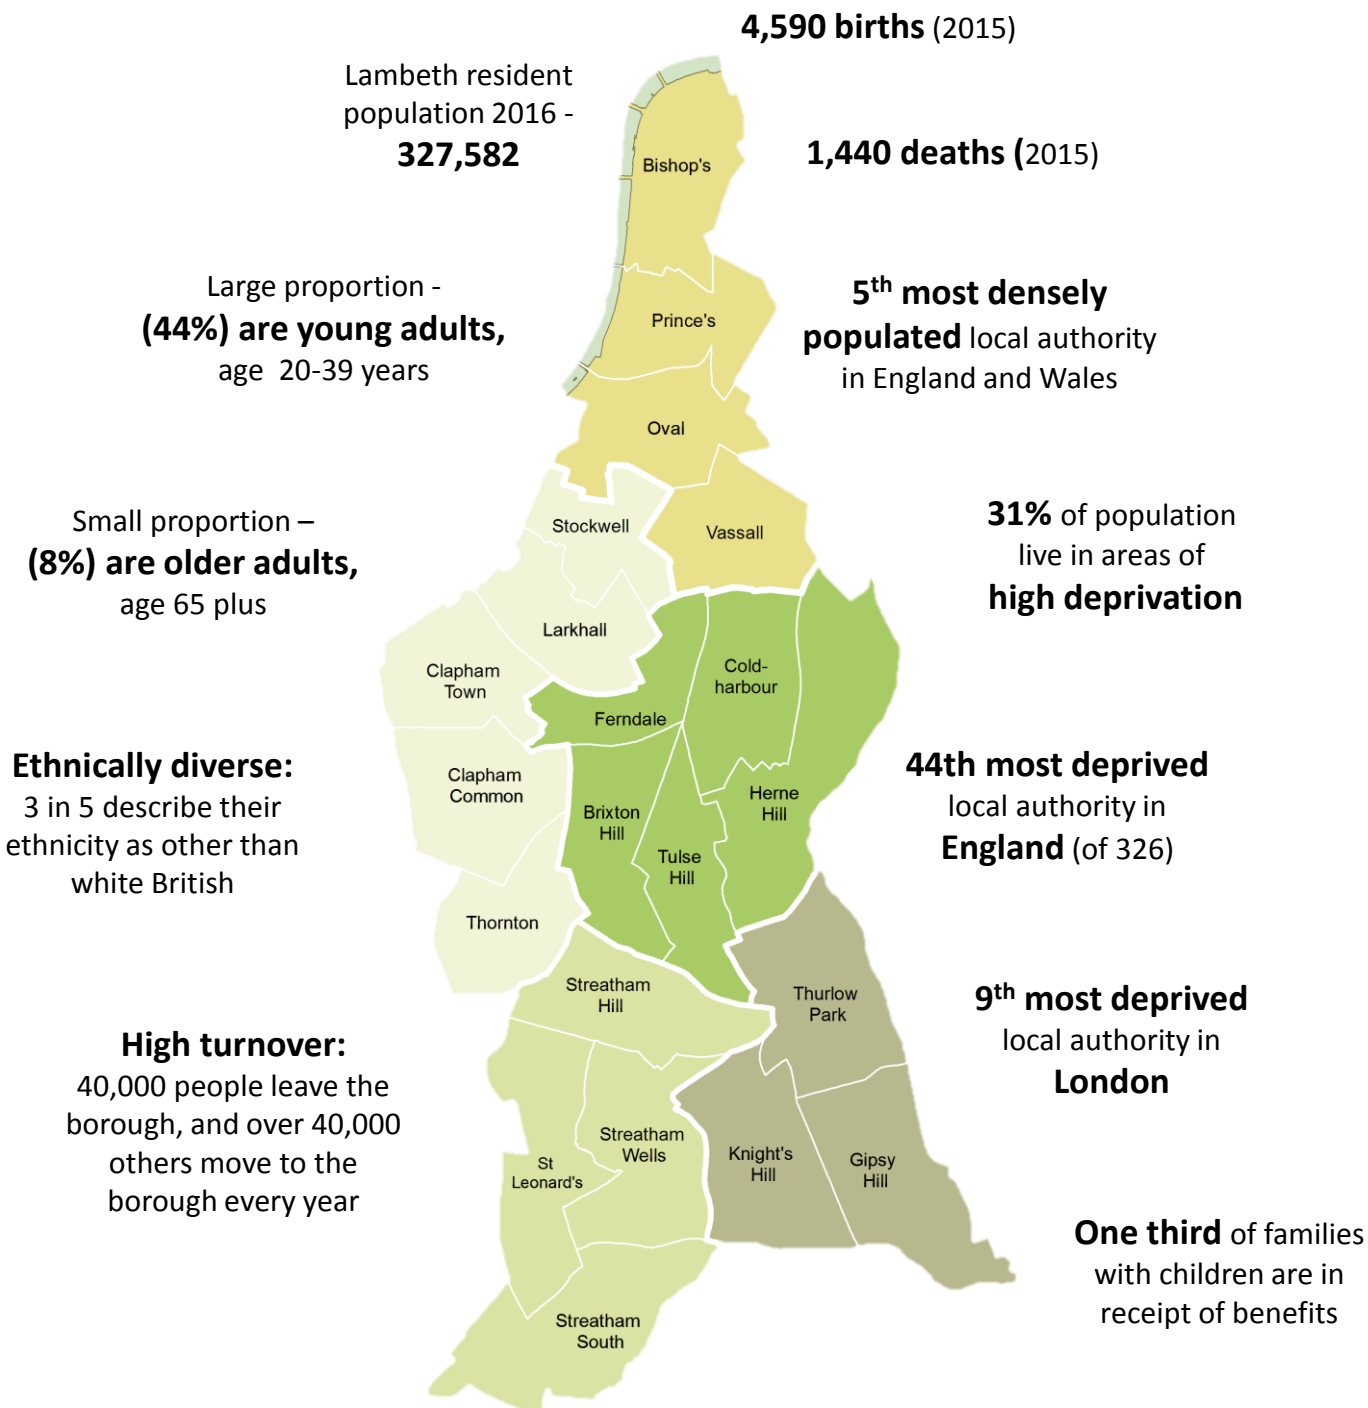 4,590 births (2015)
Lambeth resident
population 2016 -
327,582
1,440 deaths (2015)
Large proportion -
(44%) are young adults,
age 20-39 years
5th most densely
populated local authority
in England and Wales
Small proportion –
(8%) are older adults,
age 65 plus
31% of population
live in areas of
high deprivation
Ethnically diverse:
3 in 5 describe their
ethnicity as other than
white British
44th most deprived
local authority in
England (of 326)
High turnover:
40,000 people leave the
borough, and over 40,000
others move to the
borough every year
9th most deprived
local authority in
London
One third of families
with children are in
receipt of benefits
Bishop's
Prince's
Oval
Stockwell
Vassall
Larkhall
Clapham
Town
Cold-
harbour
Ferndale
Clapham
Common
Brixton
Hill
Herne
Hill
Tulse
Hill
Thornton
Streatham
Hill
Thurlow
Park
Streatham
Wells
St
Leonard's
Knight's
Hill
Gipsy
Hill
Streatham
South